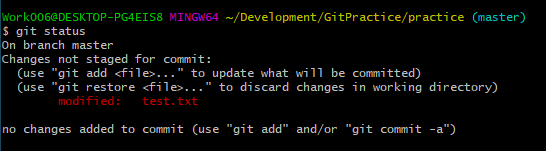 WorkOO6@DESKTOP-PG4EIS8 MINGW64 ~/Development/GitPractice/practice (master)
$ git status
On branch master
Changes not staged for commit:
  (use "git add <file>..." to update what will be committed)
  (use "git restore <file>..." to discard changes in working directory)
        modified:   test.txt

no changes added to commit (use "git add" and/or "git commit -a")